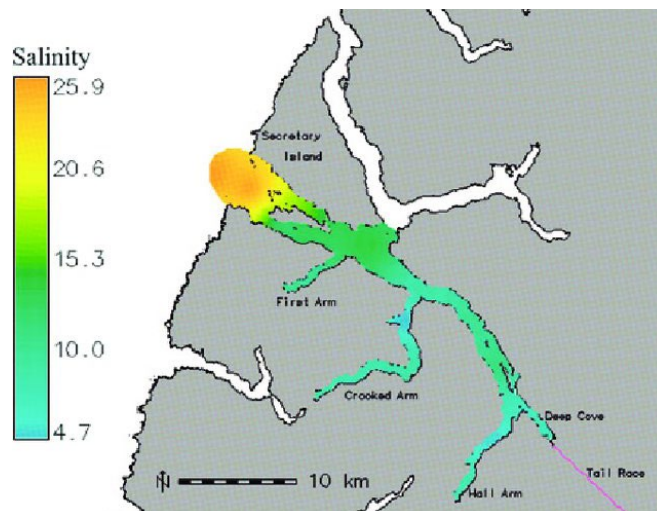 Salinity
25.9
20.6
15.3
10.0
4.7
Secretary
Island
First Arm
Crooked Arm
Deep Cove
Tail Race
Hall Arm
N
10 km